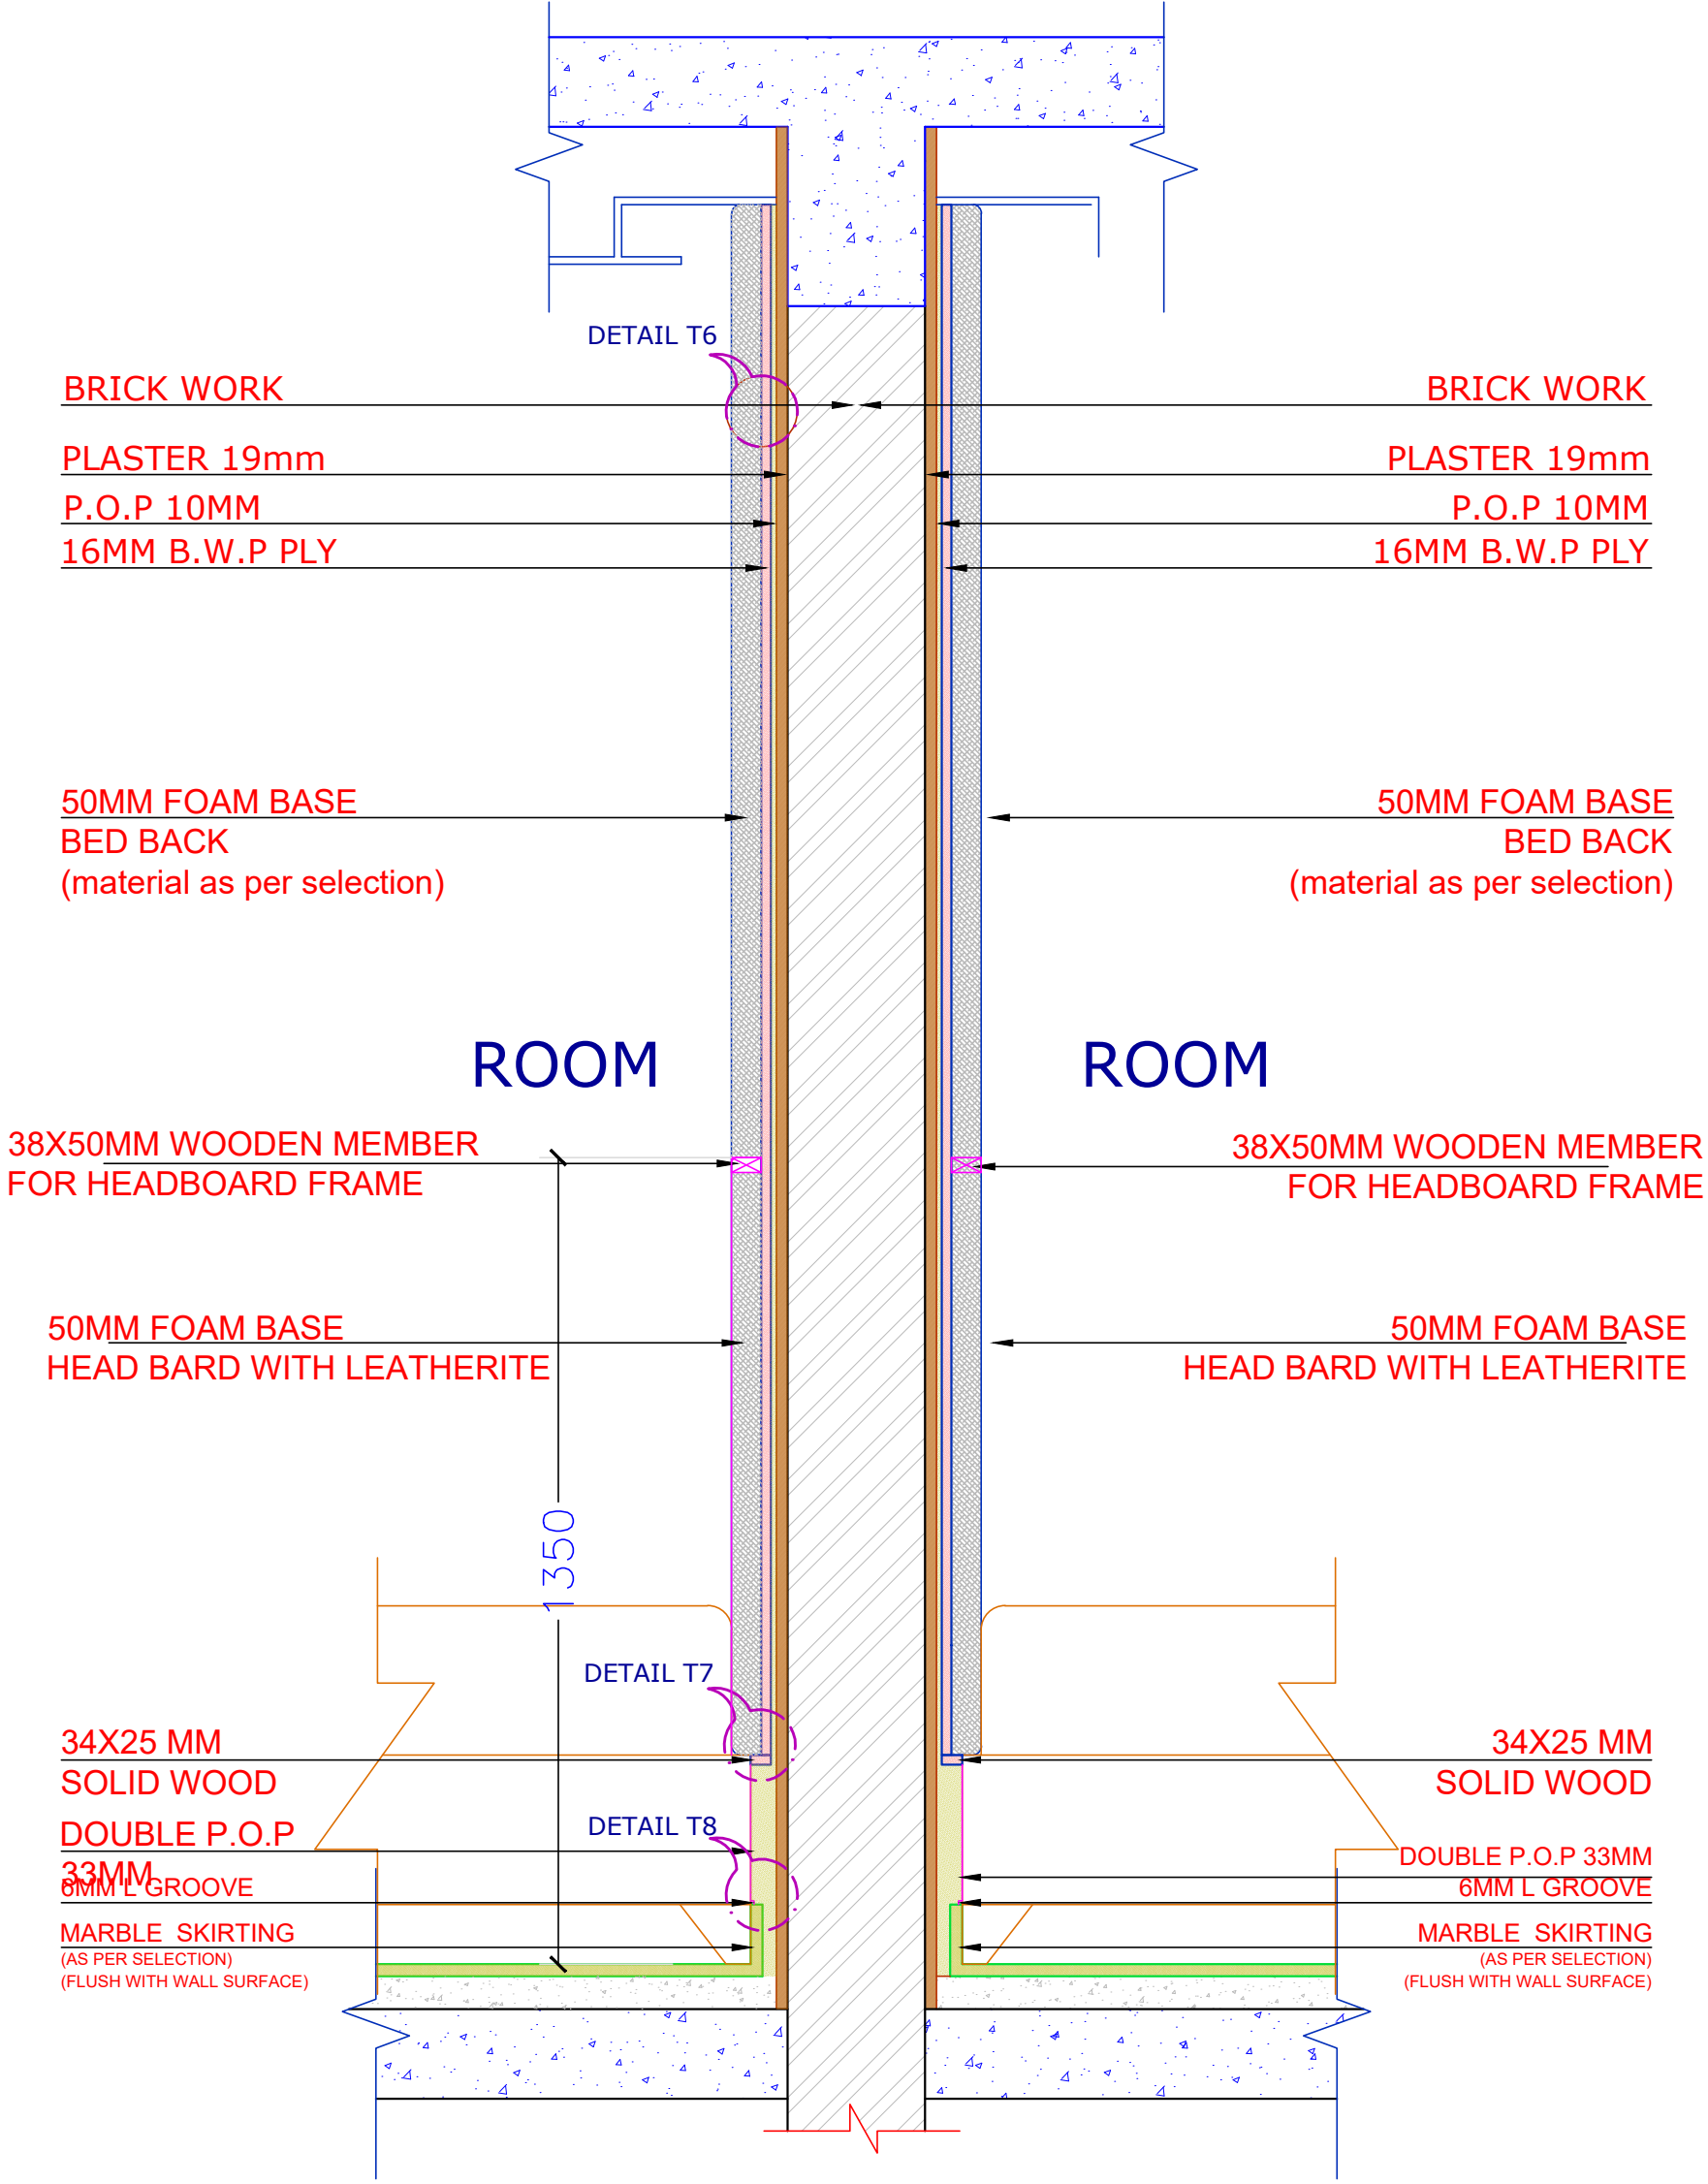 DETAIL T6
BRICK WORK
BRICK WORK
PLASTER 19mm
PLASTER 19mm
P.O.P 10MM
P.O.P 10MM
16MM B.W.P PLY
16MM B.W.P PLY
50MM FOAM BASE
BED BACK
(material as per selection)
50MM FOAM BASE
BED BACK
(material as per selection)
ROOM
ROOM
38X50MM WOODEN MEMBER
FOR HEADBOARD FRAME
38X50MM WOODEN MEMBER
FOR HEADBOARD FRAME
50MM FOAM BASE
HEAD BARD WITH LEATHERITE
50MM FOAM BASE
HEAD BARD WITH LEATHERITE
1350
DETAIL T7
34X25 MM
SOLID WOOD
34X25 MM
SOLID WOOD
DETAIL T8
DOUBLE P.O.P
33MM
DOUBLE P.O.P 33MM
6MM L GROOVE
6MM L GROOVE
MARBLE SKIRTING
(AS PER SELECTION)
(FLUSH WITH WALL SURFACE)
MARBLE SKIRTING
(AS PER SELECTION)
(FLUSH WITH WALL SURFACE)